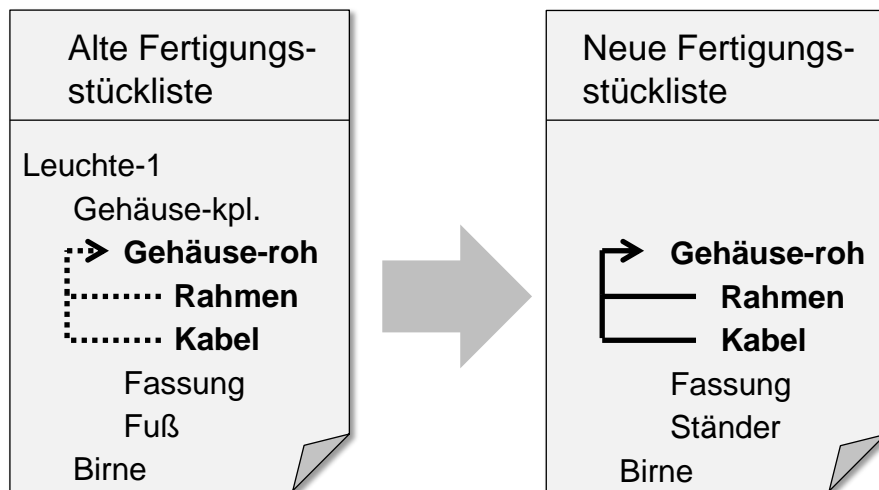 Alte Fertigungs-
stückliste
Leuchte-1
Gehäuse-kpl.
Gehäuse-roh
Rahmen
Kabel
Fassung
Fuß
Birne
Neue Fertigungs-
stückliste
Gehäuse-roh
Rahmen
Kabel
Fassung
Ständer
Birne